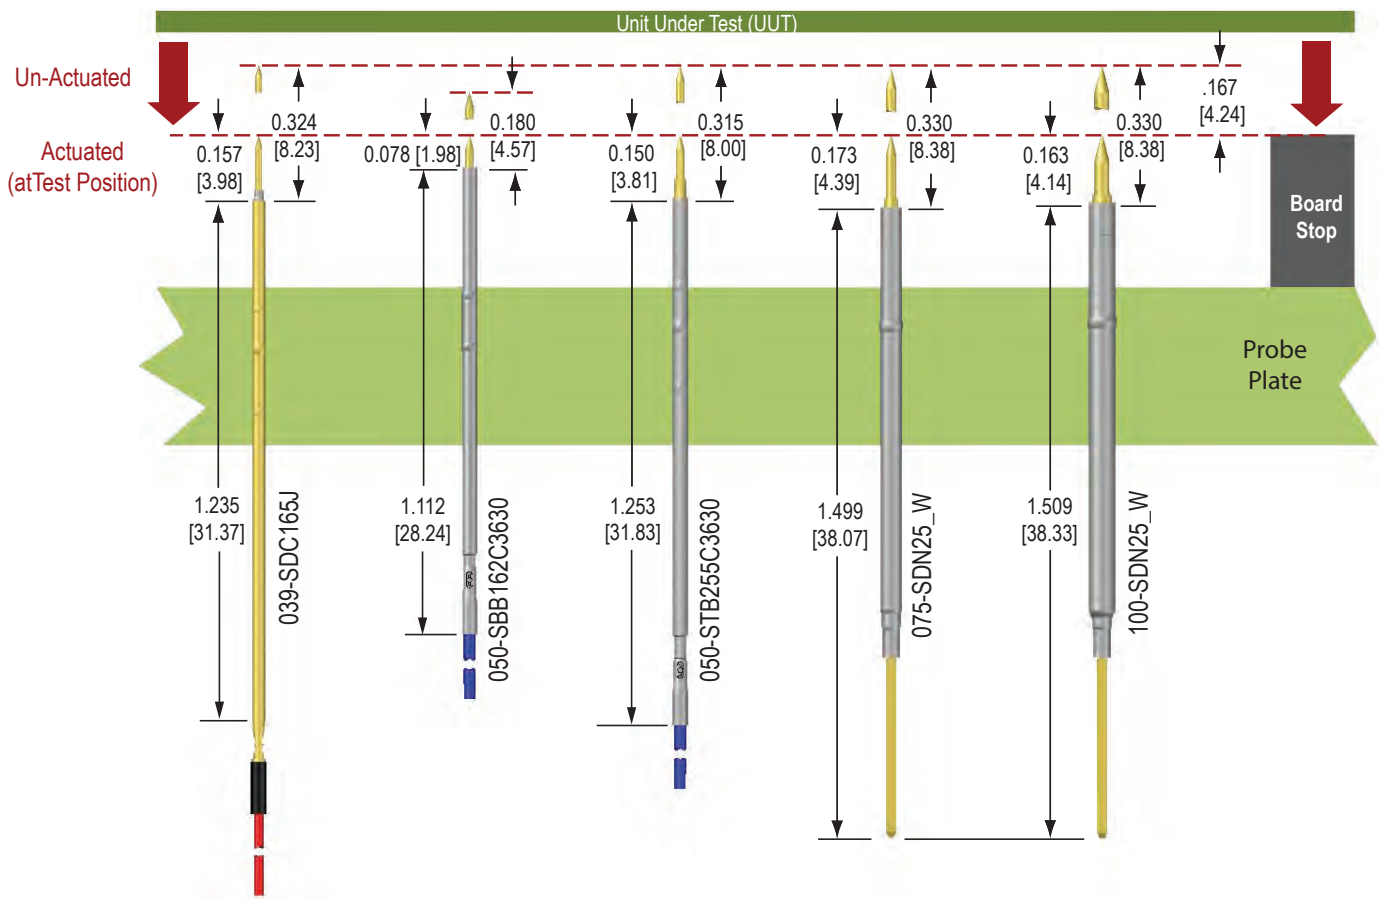 Unit Under Test (UUT)
Un-Actuated
Actuated
(atTest Position)
0.157
[3.98]
0.324
[8.23]
0.078 [1.98]
0.180
[4.57]
0.150
[3.81]
0.315
[8.00]
0.173
[4.39]
0.330
[8.38]
0.163
[4.14]
0.330
[8.38]
.167
[4.24]
Board
Stop
Probe
Plate
1.235
[31.37]
039-SDC165J
1.112
[28.24]
050-SBB162C3630
1.253
[31.83]
050-STB255C3630
1.499
[38.07]
075-SDN25_W
1.509
[38.33]
100-SDN25_W